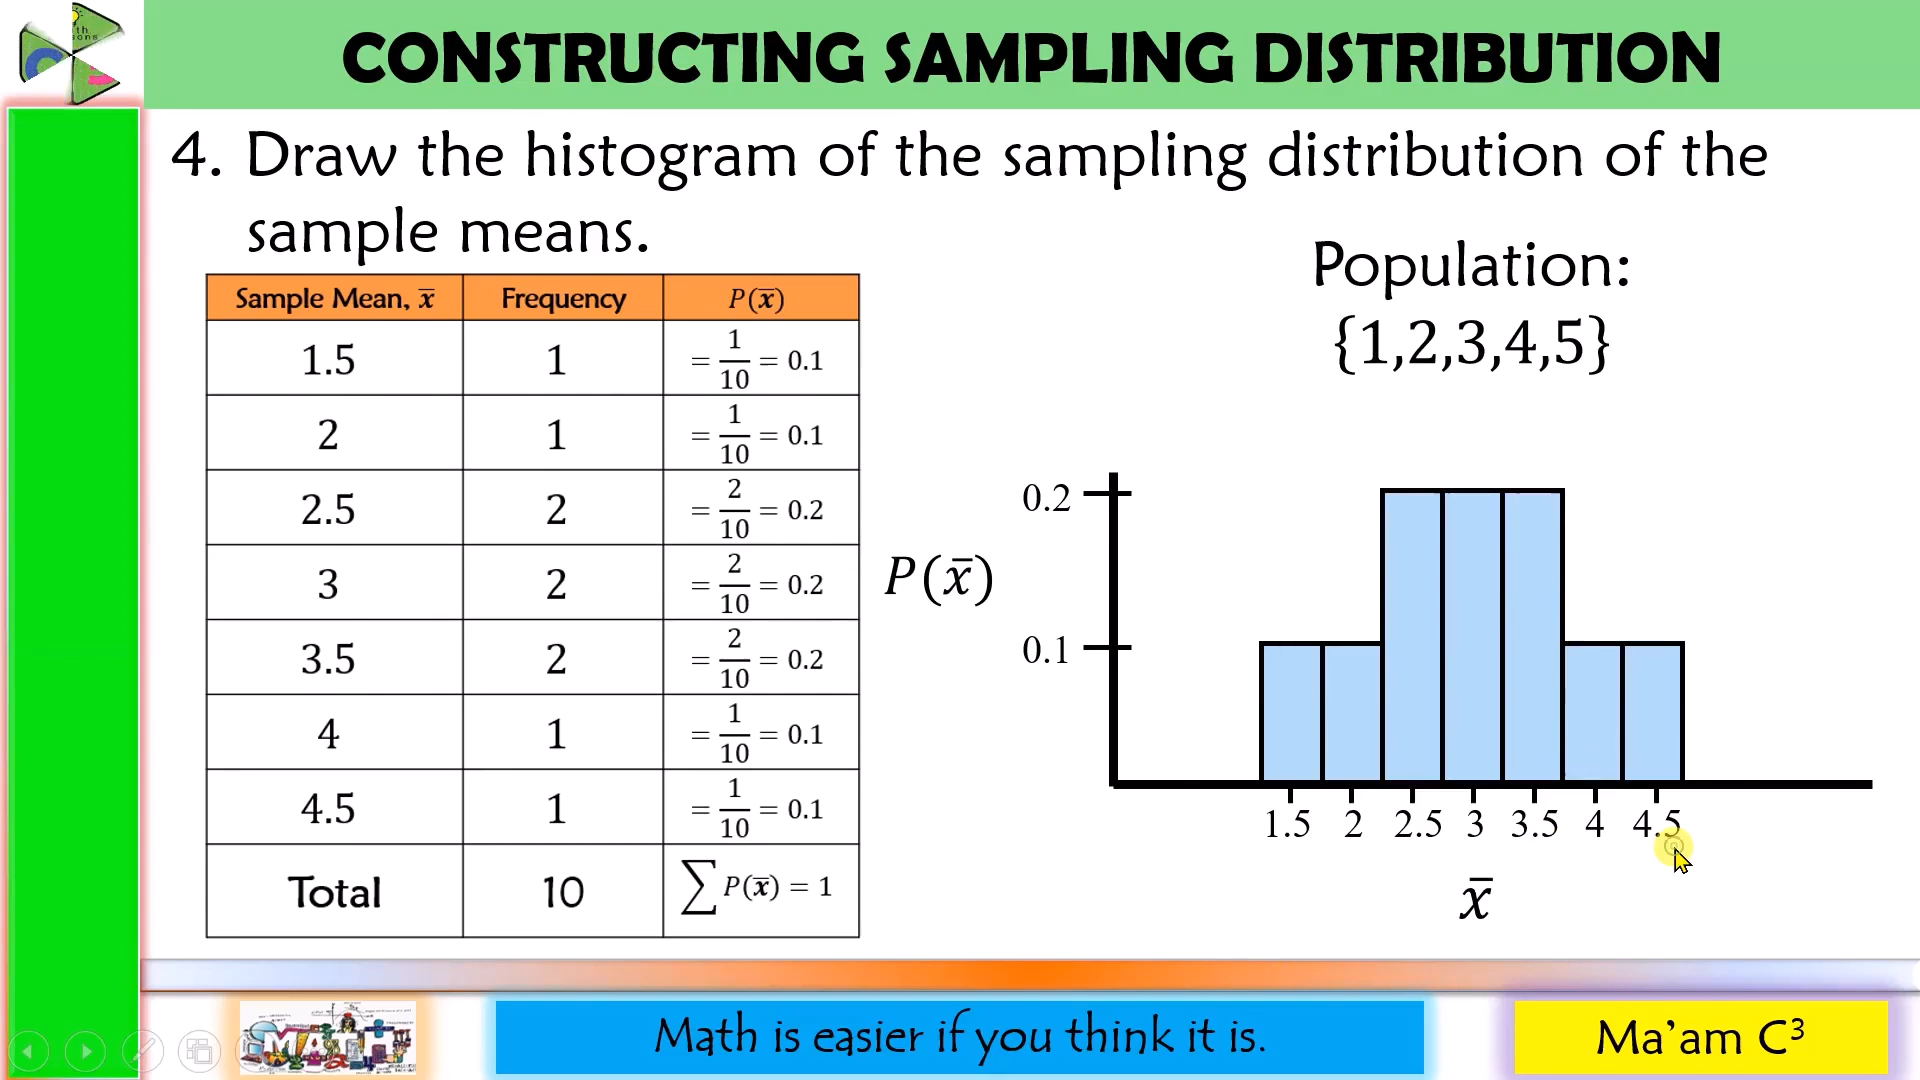 CONSTRUCTING SAMPLING DISTRIBUTION
4. Draw the histogram of the sampling distribution of the
sample means.
Population:
{1,2,3,4,5}
Sample Mean, x̅ Frequency P(x̅)
1.5 1 = 1/10 = 0.1
2 1 = 1/10 = 0.1
2.5 2 = 2/10 = 0.2
3 2 = 2/10 = 0.2
3.5 2 = 2/10 = 0.2
4 1 = 1/10 = 0.1
4.5 1 = 1/10 = 0.1
Total 10 ∑ P(x̅) = 1
P(x̅)
0.2
0.1
1.5 2 2.5 3 3.5 4 4.5
x̅
MATH
Math is easier if you think it is.
Ma’am C³